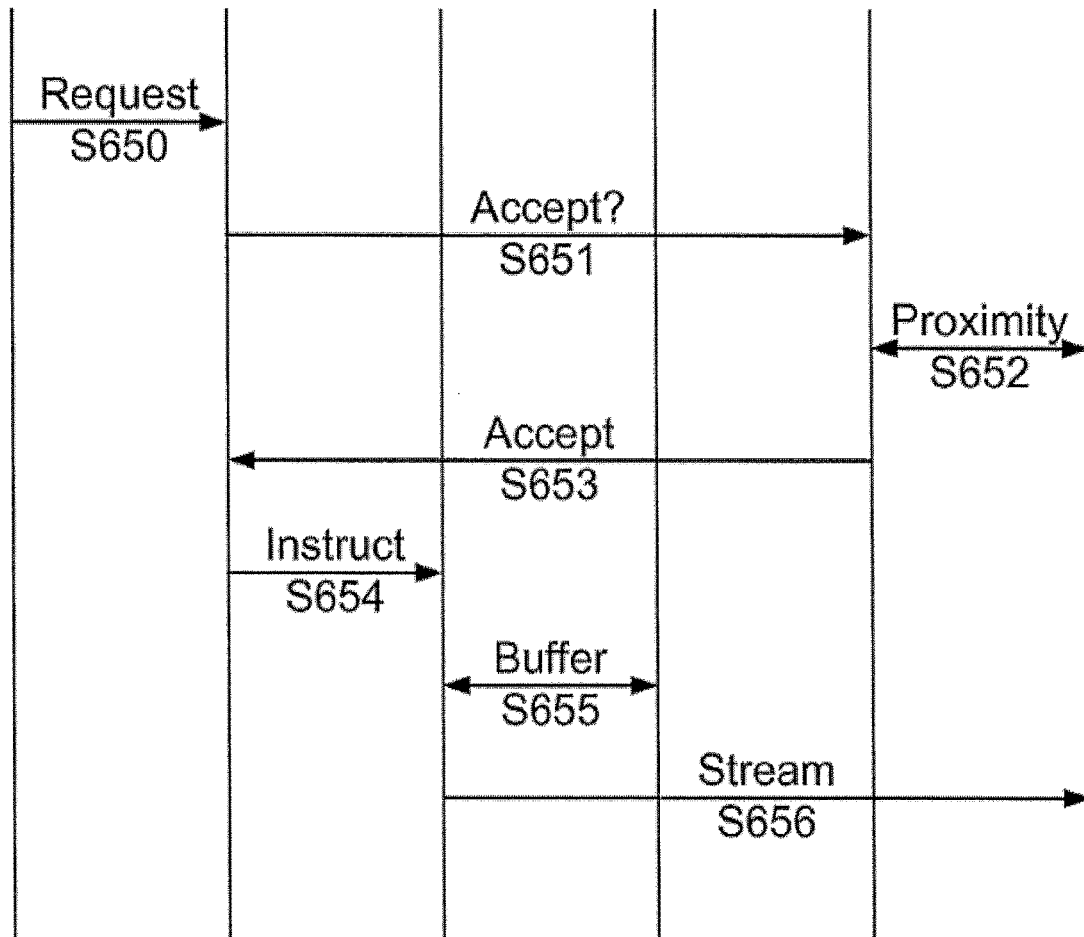 Request
S650
Accept?
S651
Proximity
S652
Accept
S653
Instruct
S654
Buffer
S655
Stream
S656